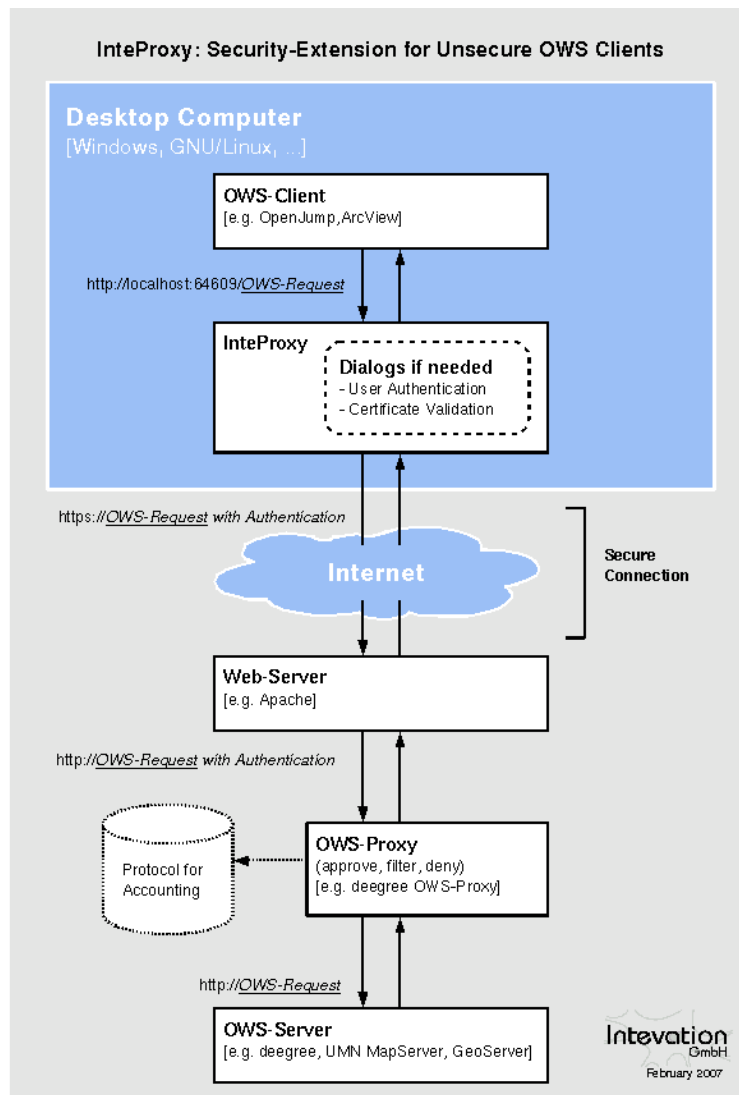 InteProxy: Security-Extension for Unsecure OWS Clients
Desktop Computer
[Windows, GNU/Linux, ...]
OWS-Client
[e.g. OpenJump,ArcView]
http://localhost:64609/OWS-Request
InteProxy
Dialogs if needed
- User Authentication
- Certificate Validation
https://OWS-Request with Authentication
Internet
Secure
Connection
Web-Server
[e.g. Apache]
http://OWS-Request with Authentication
OWS-Proxy
(approve, filter, deny)
[e.g. deegree OWS-Proxy]
Protocol for
Accounting
http://OWS-Request
OWS-Server
[e.g. deegree, UMN MapServer, GeoServer]
Intevation
GmbH
February 2007